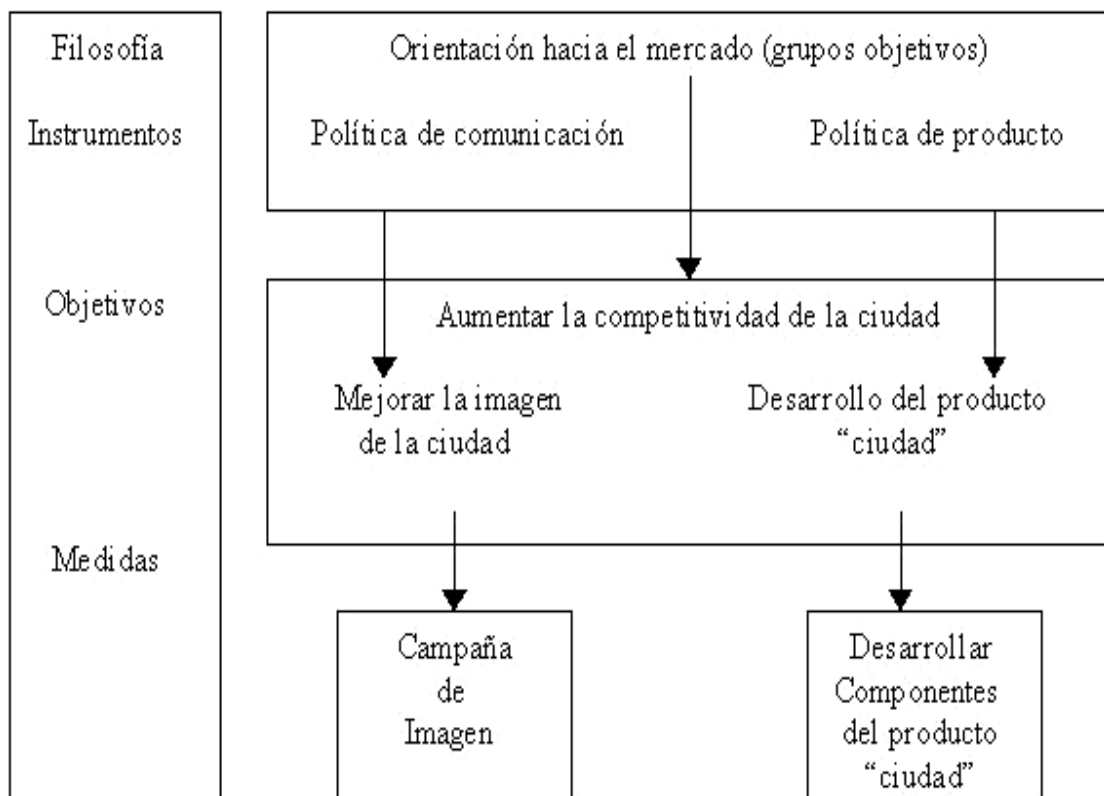 Filosofía
Orientación hacia el mercado (grupos objetivos)
Instrumentos
Política de comunicación
Política de producto
Objetivos
Aumentar la competitividad de la ciudad
Mejorar la imagen
de la ciudad
Desarrollo del producto
“ciudad”
Medidas
Campaña
de
Imagen
Desarrollar
Componentes
del producto
“ciudad”